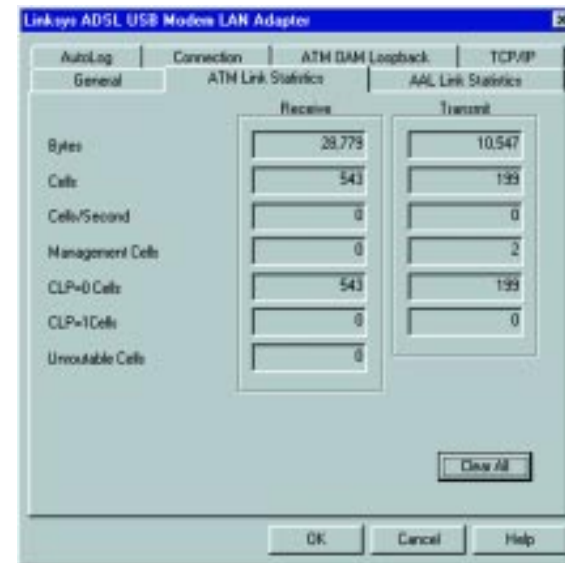 Linksys ADSL USB Modem LAN Adapter
AutoLog Connection ATM OAM Loopback TCP/IP
General ATM Link Statistics AAL Link Statistics
Receive Transmit
Bytes 28,779 10,547
Cells 543 199
Cells/Second 0 0
Management Cells 0 2
CLP=0 Cells 543 199
CLP=1Cells 0 0
Unroutable Cells 0
Clear All
OK Cancel Help